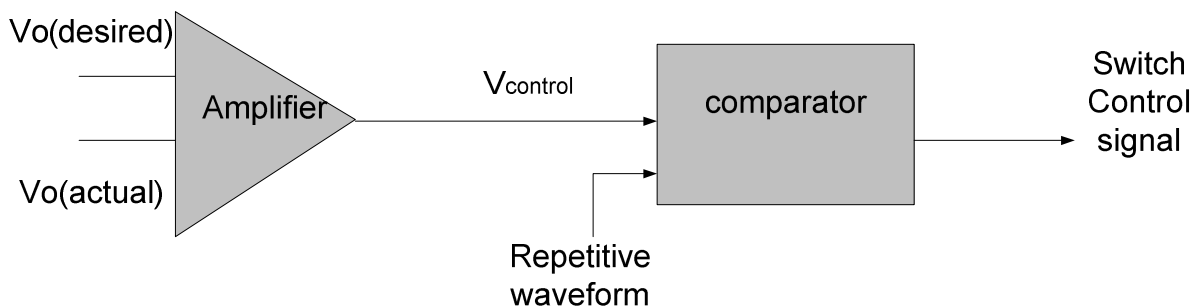 Vo(desired)
Amplifier
Vo(actual)
Vcontrol
comparator
Repetitive
waveform
Switch
Control
signal